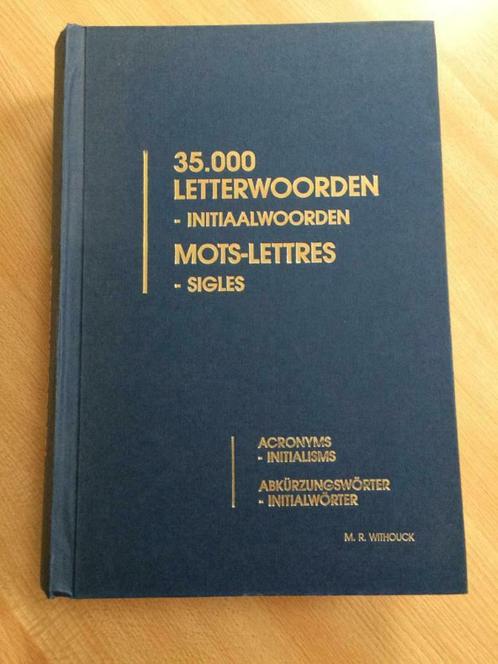 35.000
LETTERWOORDEN
- INITIAALWOORDEN
MOTS-LETTRES
- SIGLES
ACRONYMS
- INITIALISMS
ABKÜRZUNGSWÖRTER
- INITIALWÖRTER
M. R. WITHOUCK